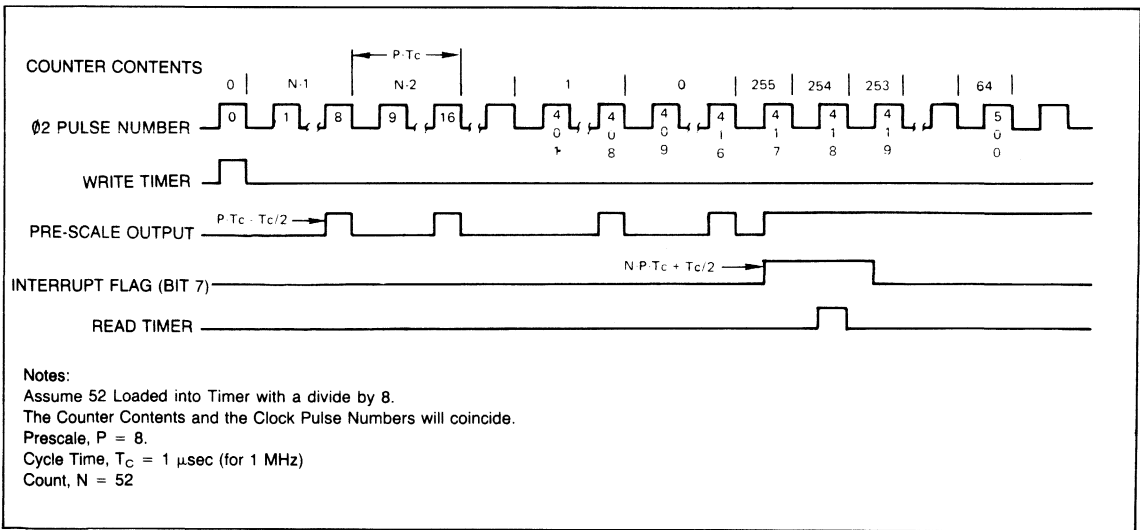 P·Tc
COUNTER CONTENTS
0 N-1 N-2 1 0 255 254 253 64
Ø2 PULSE NUMBER 0 1 8 9 16 408 409 416 417 418 419 500
WRITE TIMER
P·Tc - Tc/2
PRE-SCALE OUTPUT
N·P·Tc + Tc/2
INTERRUPT FLAG (BIT 7)
READ TIMER
Notes:
Assume 52 Loaded into Timer with a divide by 8.
The Counter Contents and the Clock Pulse Numbers will coincide.
Prescale, P = 8.
Cycle Time, TC = 1 μsec (for 1 MHz)
Count, N = 52